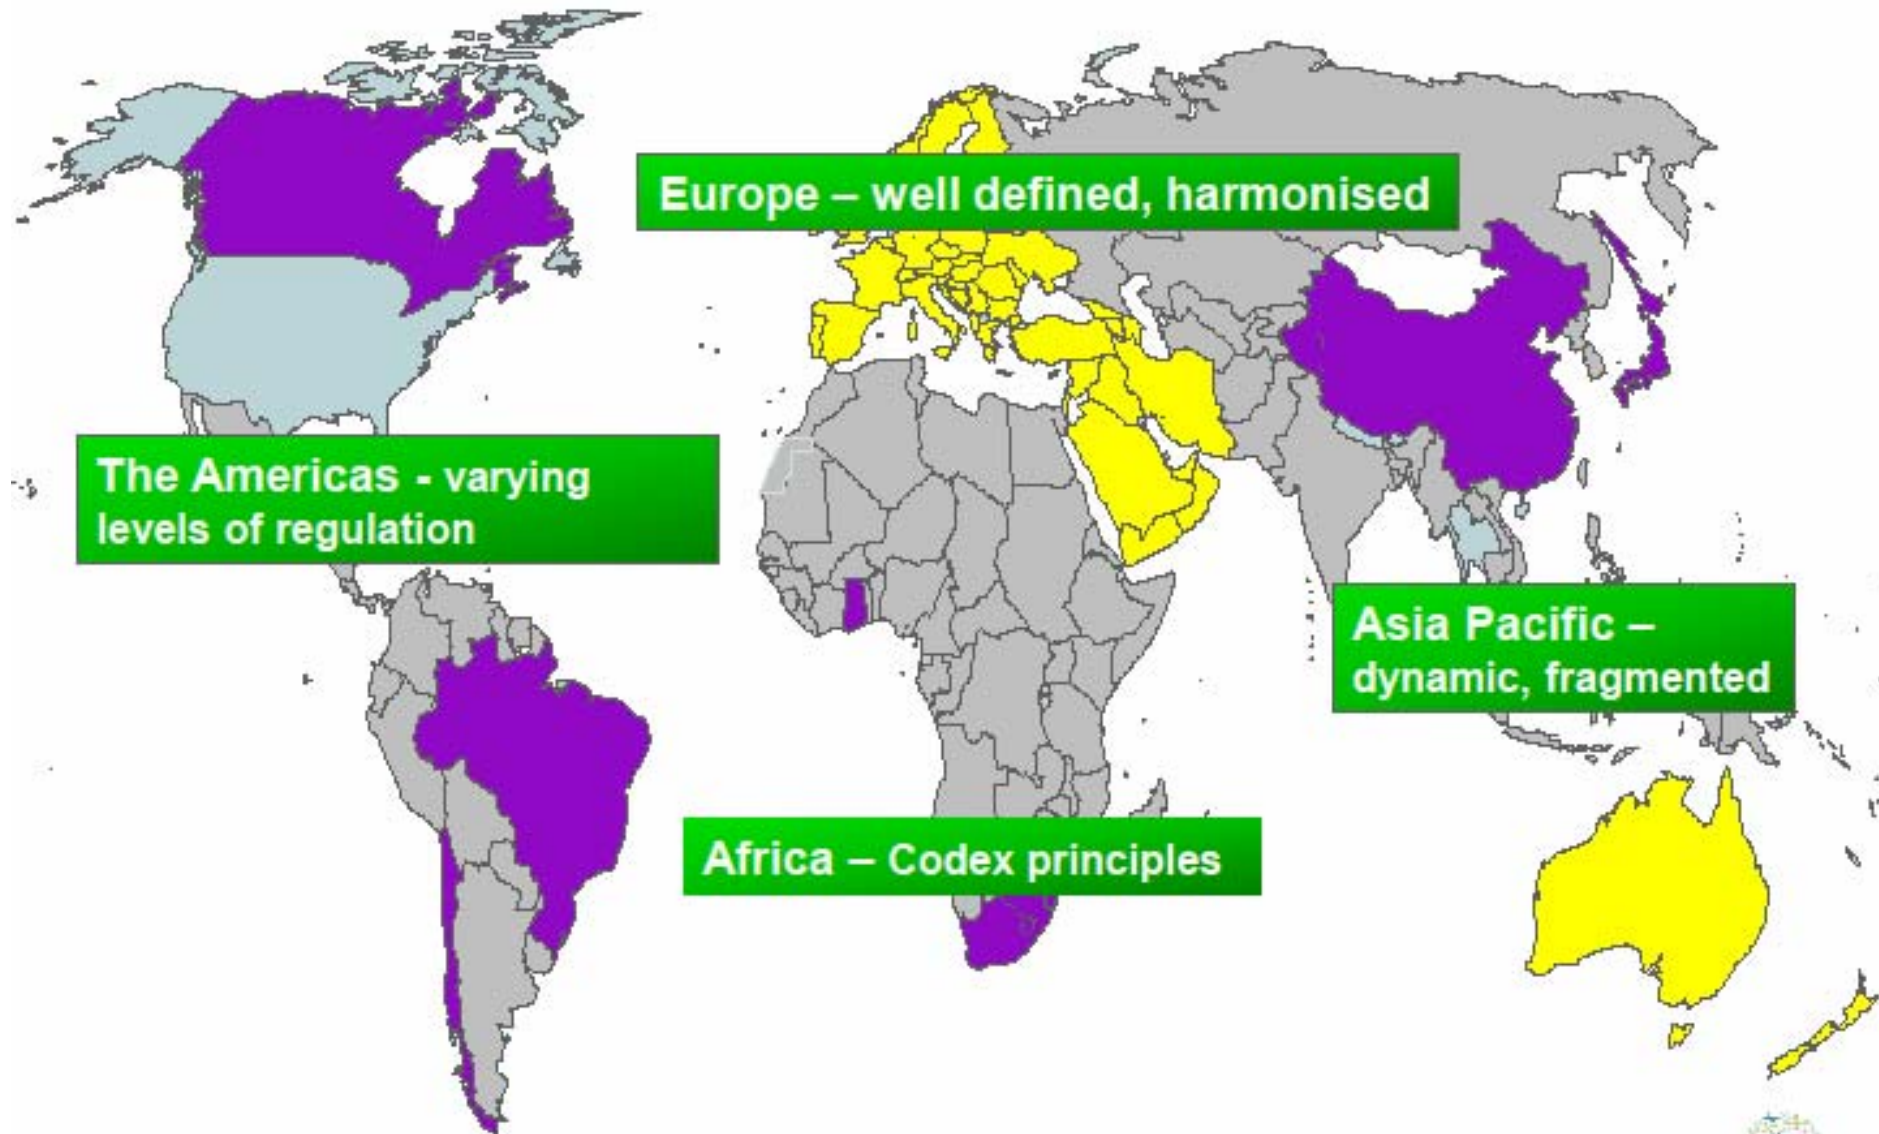 Europe – well defined, harmonised
The Americas - varying
levels of regulation
Asia Pacific –
dynamic, fragmented
Africa – Codex principles